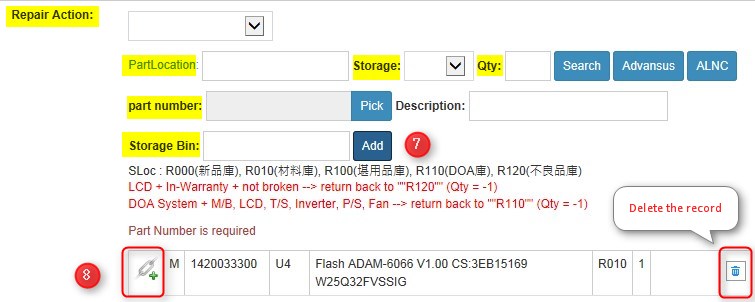 Repair Action:
PartLocation: Storage: Qty: Search Advansus ALNC
part number: Pick Description:
Storage Bin: Add 7
SLoc : R000(新品庫), R010(材料庫), R100(堪用品庫), R110(DOA庫), R120(不良品庫)
LCD + In-Warranty + not broken --> return back to ""R120"" (Qty = -1)
DOA System + M/B, LCD, T/S, Inverter, P/S, Fan --> return back to ""R110"" (Qty = -1)
Delete the record
Part Number is required
8 M 1420033300 U4 Flash ADAM-6066 V1.00 CS:3EB15169 R010 1
W25Q32FVSSIG